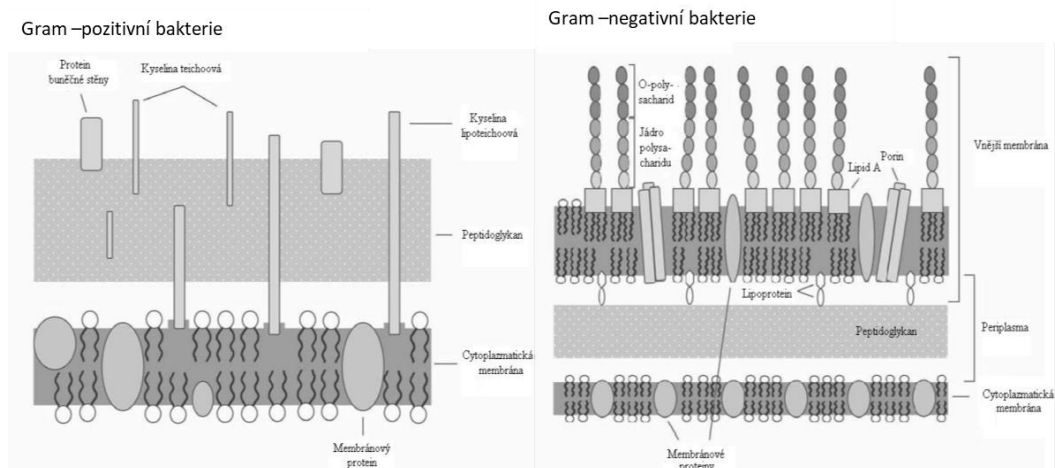 Gram –pozitivní bakterie
Protein
buněčné stěny
Kyselina teichoová
Kyselina
lipoteichoová
Peptidoglykan
Cytoplazmatická
membrána
Membránový
protein
Gram –negativní bakterie
O-poly-
sacharid
Jádro
polysa-
charidu
Lipid A
Porin
Vnější membrána
Lipoprotein
Peptidoglykan
Periplasma
Cytoplazmatická
membrána
Membránové
proteiny